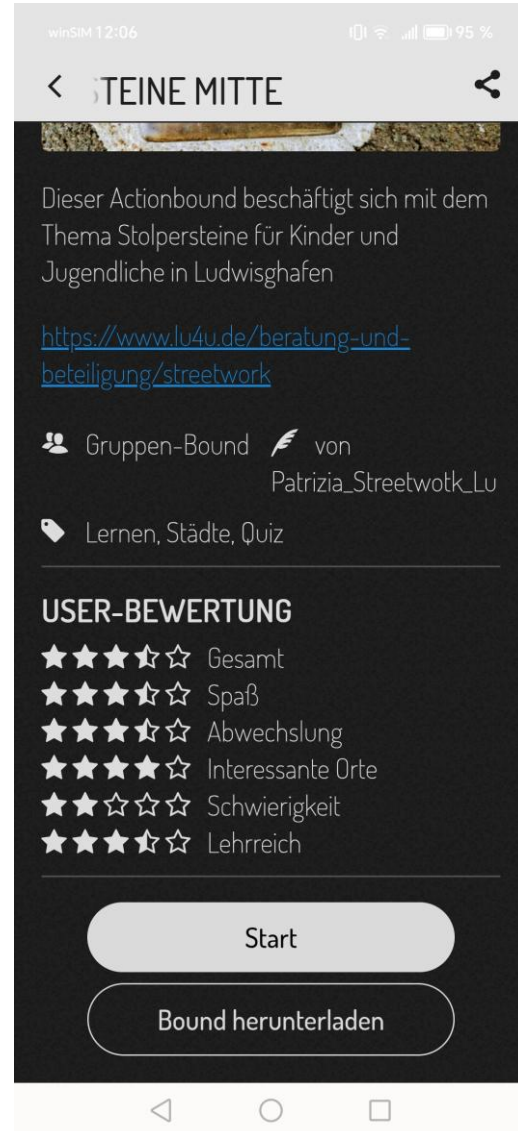 winSIM 12:06 95 %
STEINE MITTE
Dieser Actionbound beschäftigt sich mit dem
Thema Stolpersteine für Kinder und
Jugendliche in Ludwisghafen
https://www.lu4u.de/beratung-und-
beteiligung/streetwork
Gruppen-Bound von
Patrizia_Streetwotk_Lu
Lernen, Städte, Quiz
USER-BEWERTUNG
Gesamt
Spaß
Abwechslung
Interessante Orte
Schwierigkeit
Lehrreich
Start
Bound herunterladen